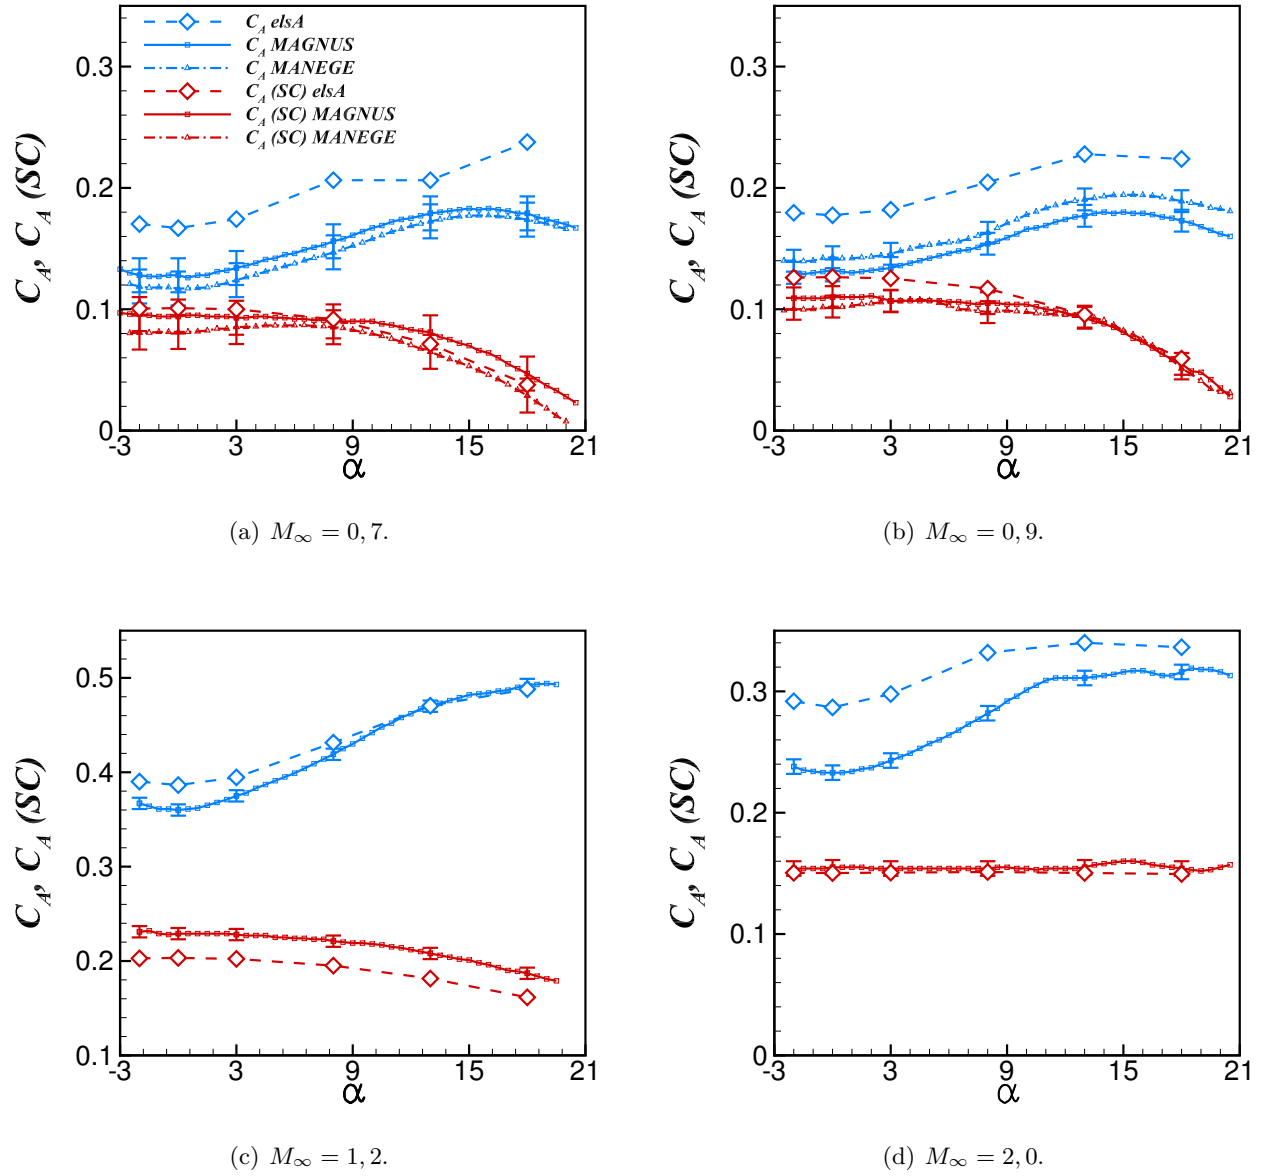 C_A elsA
C_A MAGNUS
C_A MANEGE
C_A (SC) elsA
C_A (SC) MAGNUS
C_A (SC) MANEGE
C_A, C_A (SC)
0.3
0.2
0.1
0
-3 3 9 15 21
α
(a) M∞ = 0, 7.
C_A, C_A (SC)
0.3
0.2
0.1
0
-3 3 9 15 21
α
(b) M∞ = 0, 9.
C_A, C_A (SC)
0.5
0.4
0.3
0.2
0.1
-3 3 9 15 21
α
(c) M∞ = 1, 2.
C_A, C_A (SC)
0.3
0.2
0.1
0
-3 3 9 15 21
α
(d) M∞ = 2, 0.